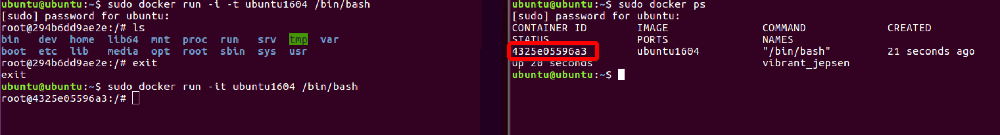 ubuntu@ubuntu:~$ sudo docker run -i -t ubuntu1604 /bin/bash
[sudo] password for ubuntu:
root@294b6dd9ae2e:/# ls
bin dev home lib64 mnt proc run srv tmp var
boot etc lib media opt root sbin sys usr
root@294b6dd9ae2e:/# exit
exit
ubuntu@ubuntu:~$ sudo docker run -it ubuntu1604 /bin/bash
root@4325e05596a3:/#
ubuntu@ubuntu:~$ sudo docker ps
[sudo] password for ubuntu:
CONTAINER ID IMAGE COMMAND CREATED
STATUS PORTS NAMES
4325e05596a3 ubuntu1604 "/bin/bash" 21 seconds ago
Up 20 seconds vibrant_jepsen
ubuntu@ubuntu:~$